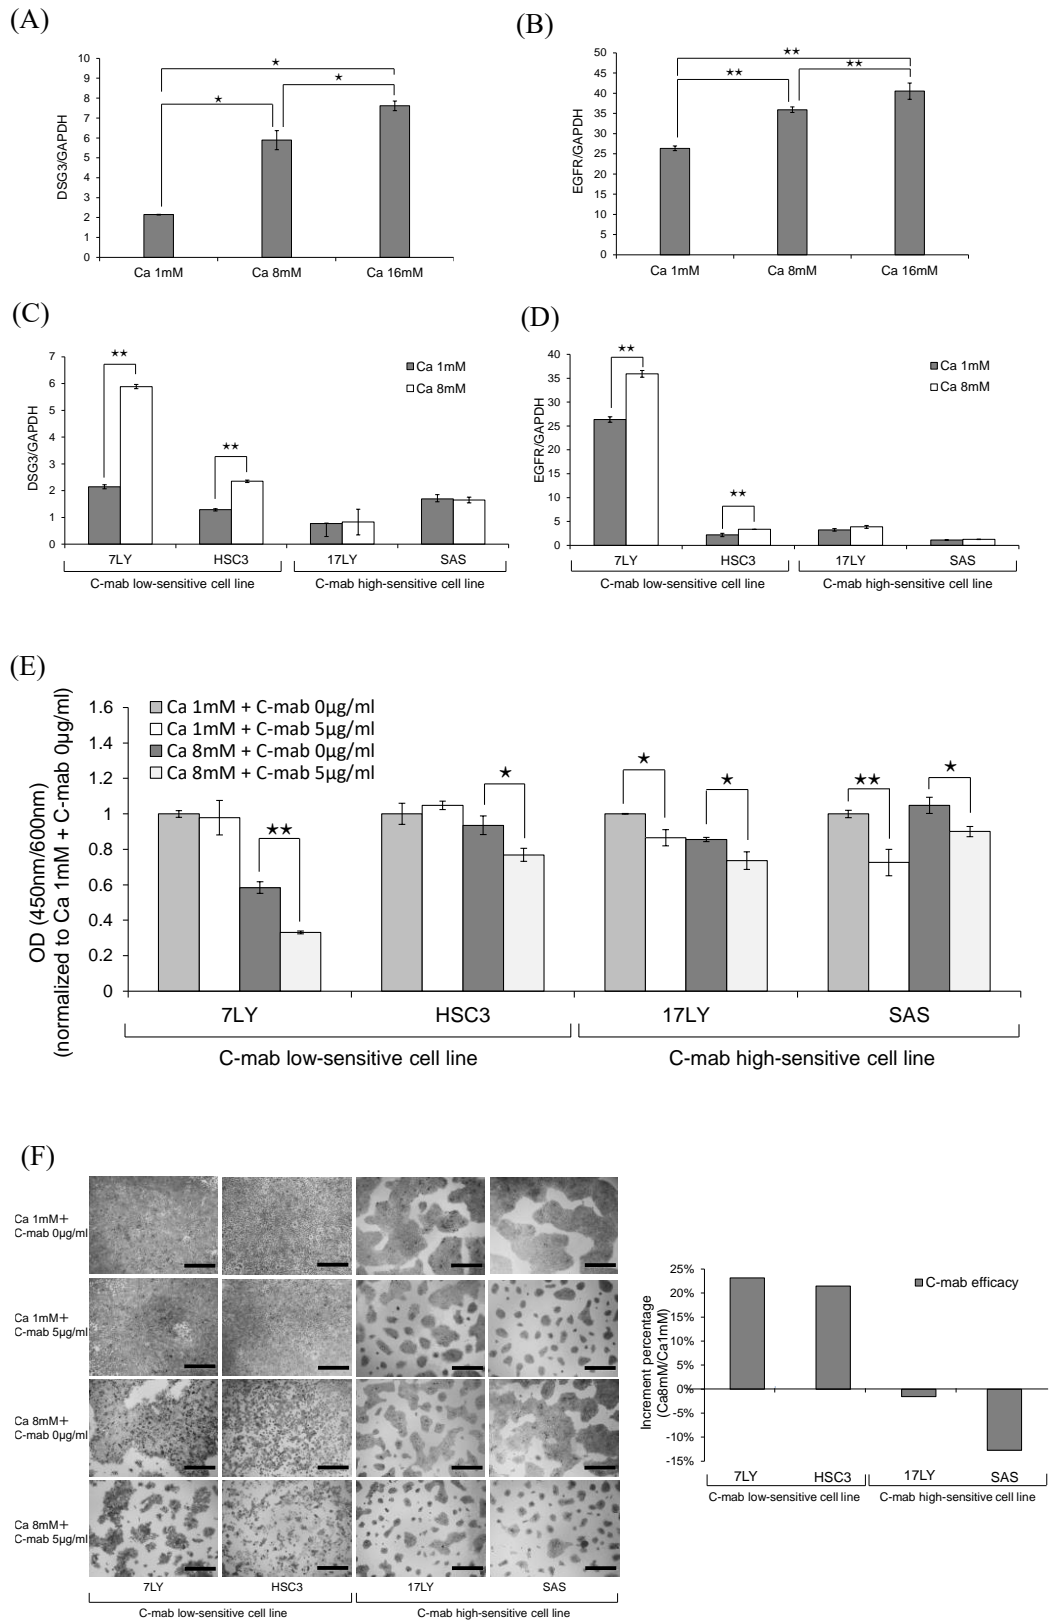 (A)
DSG3/GAPDH
10
9
8
7
6
5
4
3
2
1
0
★
★
★
Ca 1mM
Ca 8mM
Ca 16mM
(B)
EGFR/GAPDH
50
45
40
35
30
25
20
15
10
5
0
★★
★★
★★
Ca 1mM
Ca 8mM
Ca 16mM
(C)
DSG3/GAPDH
7
6
5
4
3
2
1
0
★★
★★
Ca 1mM
Ca 8mM
7LY
HSC3
17LY
SAS
C-mab low-sensitive cell line
C-mab high-sensitive cell line
(D)
EGFR/GAPDH
40
35
30
25
20
15
10
5
0
★★
★★
Ca 1mM
Ca 8mM
7LY
HSC3
17LY
SAS
C-mab low-sensitive cell line
C-mab high-sensitive cell line
(E)
OD (450nm/600nm)
(normalized to Ca 1mM + C-mab 0μg/ml)
1.6
1.4
1.2
1
0.8
0.6
0.4
0.2
0
Ca 1mM + C-mab 0μg/ml
Ca 1mM + C-mab 5μg/ml
Ca 8mM + C-mab 0μg/ml
Ca 8mM + C-mab 5μg/ml
★★
★
★
★
★★
★
7LY
HSC3
17LY
SAS
C-mab low-sensitive cell line
C-mab high-sensitive cell line
(F)
Ca 1mM+
C-mab 0μg/ml
Ca 1mM+
C-mab 5μg/ml
Ca 8mM+
C-mab 0μg/ml
Ca 8mM+
C-mab 5μg/ml
7LY
HSC3
17LY
SAS
C-mab low-sensitive cell line
C-mab high-sensitive cell line
Increment percentage
(Ca8mM/Ca1mM)
25%
20%
15%
10%
5%
0%
-5%
-10%
-15%
C-mab efficacy
7LY
HSC3
17LY
SAS
C-mab low-sensitive cell line
C-mab high-sensitive cell line